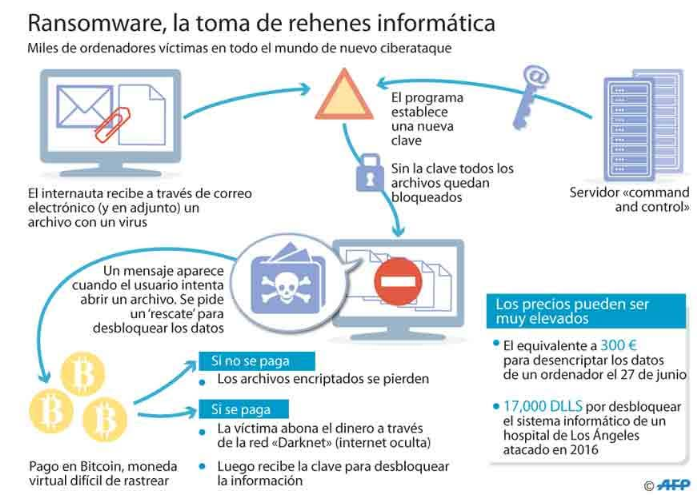 Ransomware, la toma de rehenes informática
Miles de ordenadores víctimas en todo el mundo de nuevo ciberataque
El programa
establece
una nueva
clave
El internauta recibe a través de correo
electrónico (y en adjunto) un
archivo con un virus
Sin la clave todos los
archivos quedan
bloqueados
Servidor «command
and control»
Un mensaje aparece
cuando el usuario intenta
abrir un archivo. Se pide
un ‘rescate’ para
desbloquear los datos
Si no se paga
• Los archivos encriptados se pierden
Si se paga
• La víctima abona el dinero a través
de la red «Darknet» (internet oculta)
• Luego recibe la clave para desbloquear
la información
Pago en Bitcoin, moneda
virtual difícil de rastrear
Los precios pueden ser
muy elevados
• El equivalente a 300 €
para desencriptar los datos
de un ordenador el 27 de junio
• 17,000 DLLS por desbloquear
el sistema informático de un
hospital de Los Ángeles
atacado en 2016
© AFP